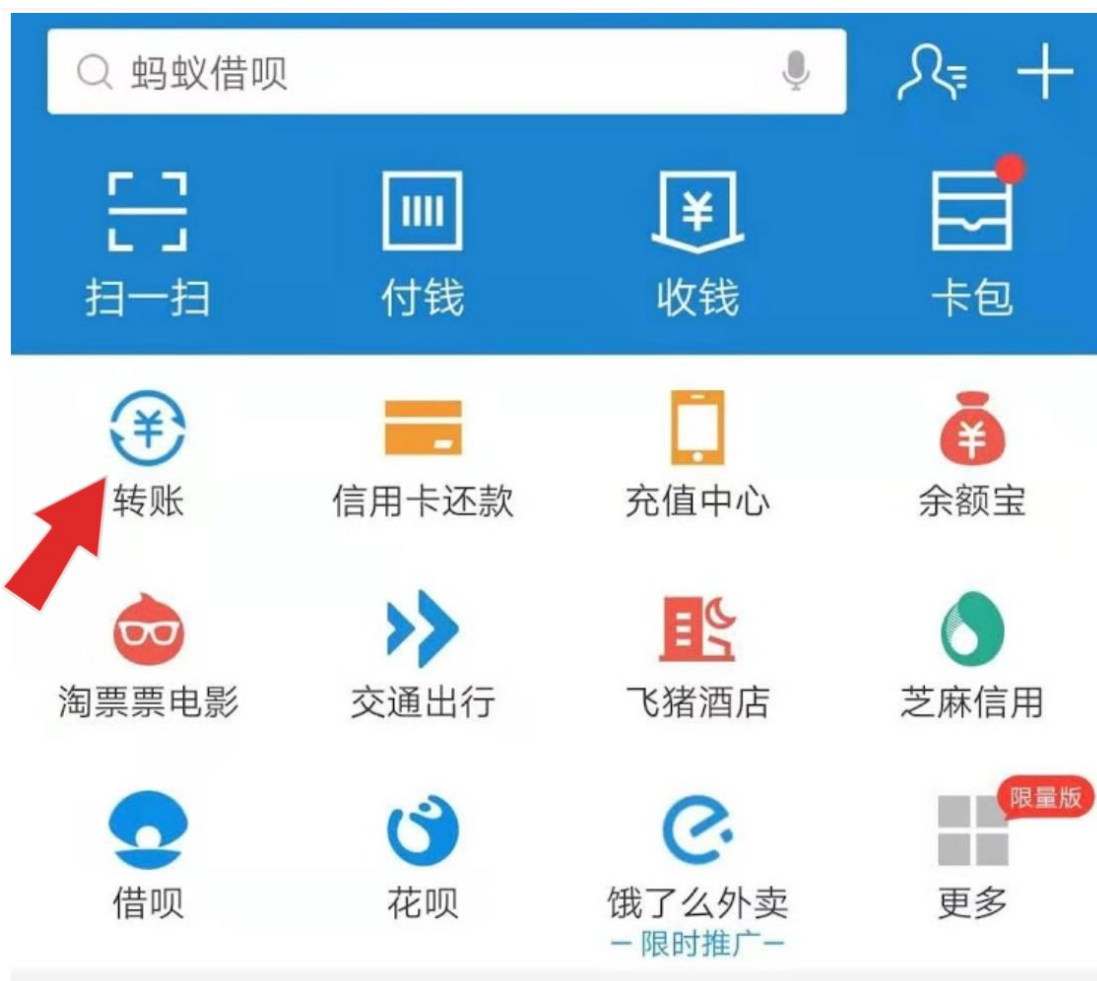 蚂蚁借呗
扫一扫 付钱 收钱 卡包
转账 信用卡还款 充值中心 余额宝
淘票票电影 交通出行 飞猪酒店 芝麻信用
限量版
借呗 花呗 饿了么外卖 更多
限时推广